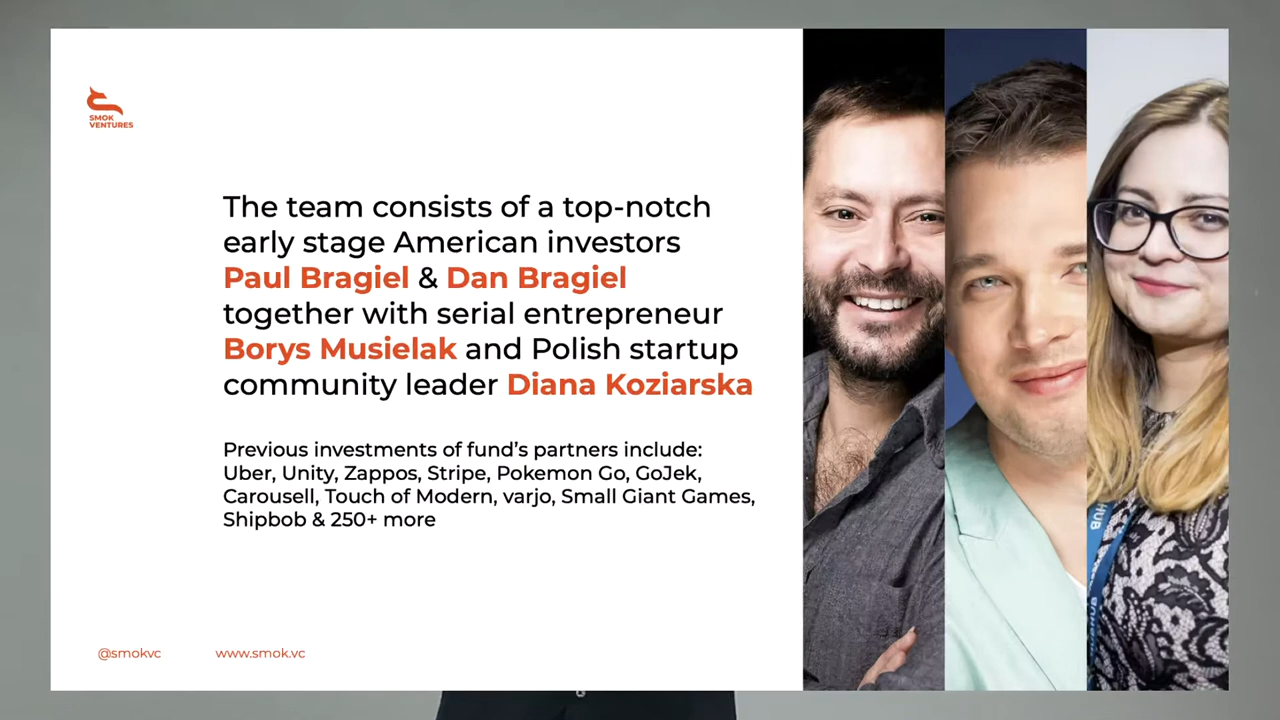 SMOK
VENTURES
The team consists of a top-notch
early stage American investors
Paul Bragiel & Dan Bragiel
together with serial entrepreneur
Borys Musielak and Polish startup
community leader Diana Koziarska
Previous investments of fund's partners include:
Uber, Unity, Zappos, Stripe, Pokemon Go, GoJek,
Carousell, Touch of Modern, varjo, Small Giant Games,
Shipbob & 250+ more
@smokvc
www.smok.vc
HUB